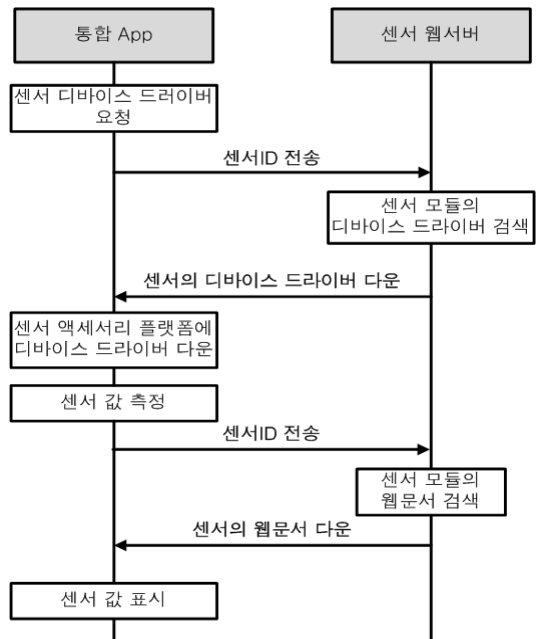 통합 App
센서 웹서버
센서 디바이스 드러이버
요청
센서ID 전송
센서 모듈의
디바이스 드라이버 검색
센서의 디바이스 드라이버 다운
센서 액세서리 플랫폼에
디바이스 드라이버 다운
센서 값 측정
센서ID 전송
센서 모듈의
웹문서 검색
센서의 웹문서 다운
센서 값 표시